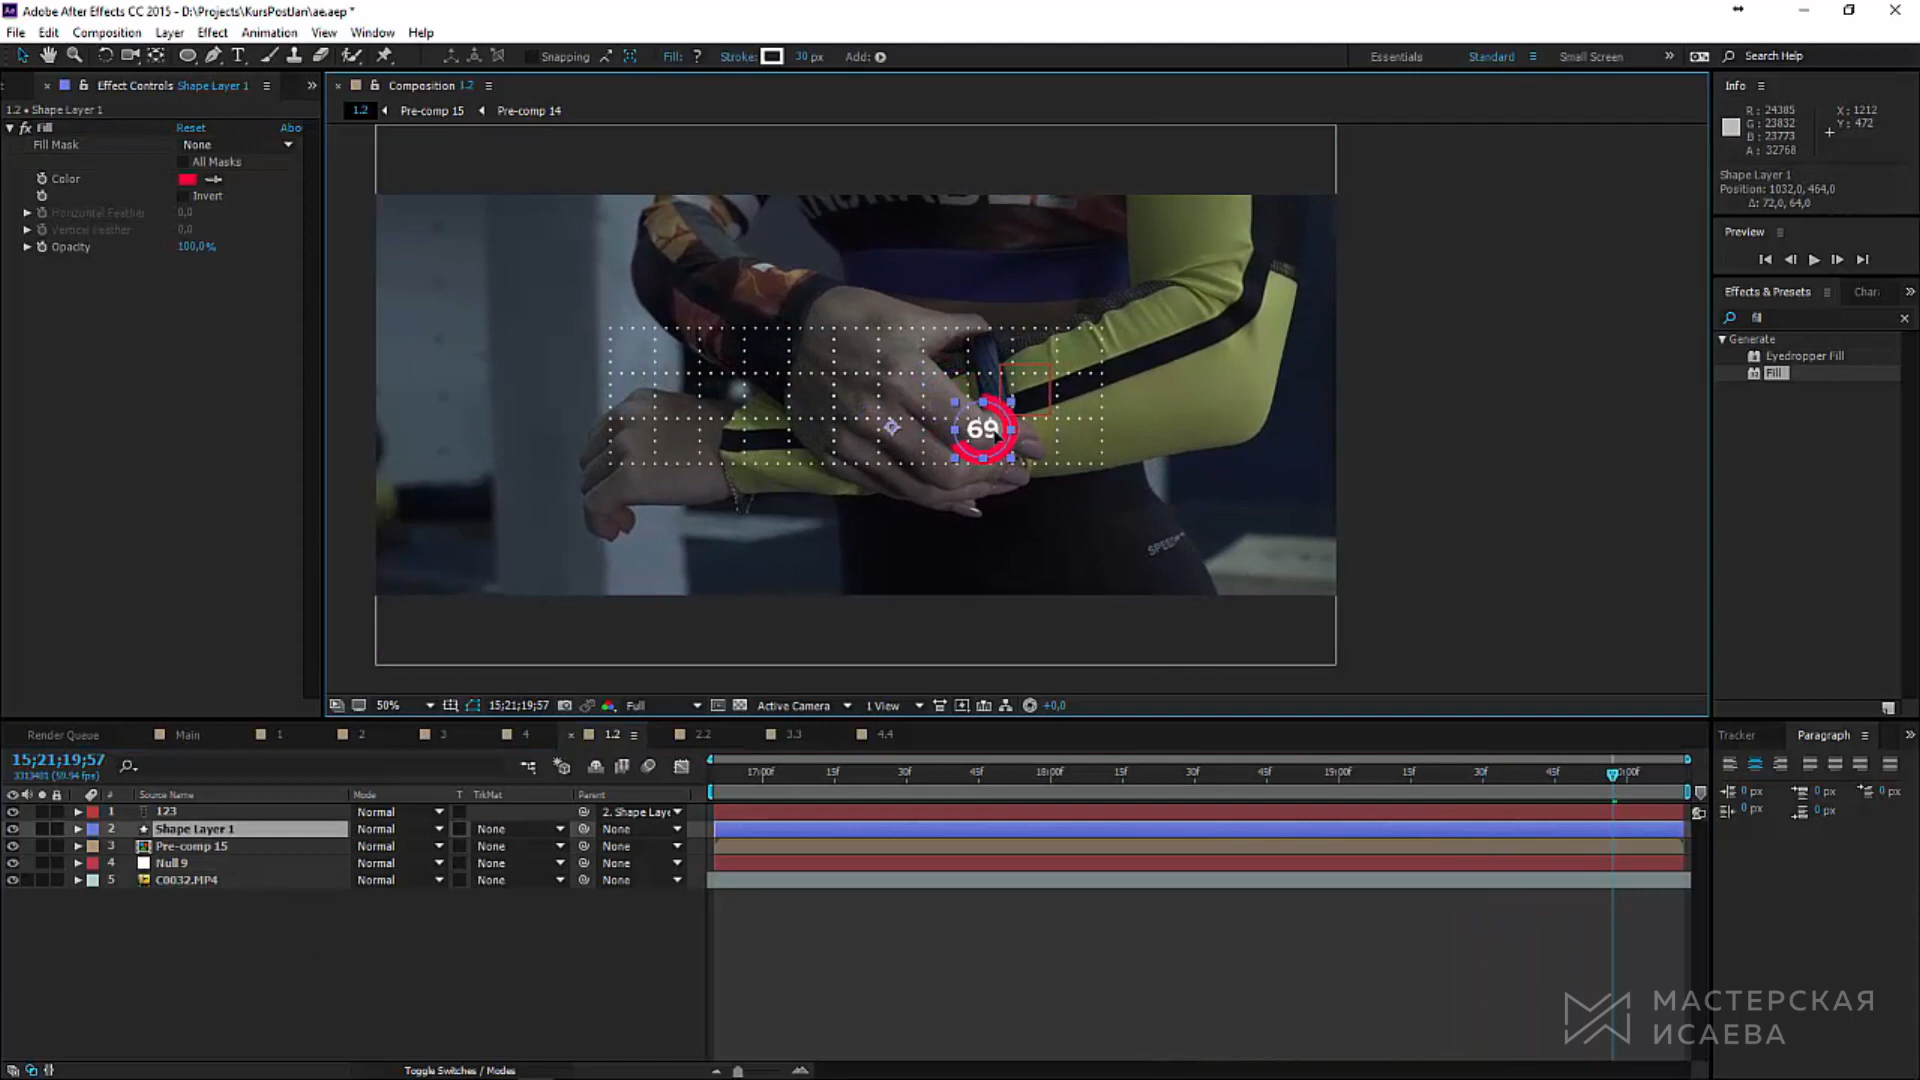 Adobe After Effects CC 2015 - D:\Projects\KursPostJan\ae.aep *
File Edit Composition Layer Effect Animation View Window Help
Snapping Fill: ? Stroke: 30 px Add: Essentials Standard Small Screen Search Help
Effect Controls Shape Layer 1
Composition 1.2
Info
1.2 • Shape Layer 1
1.2 Pre-comp 15 Pre-comp 14
fx Fill Reset Abo
Fill Mask None
All Masks
Color
Invert
Horizontal Feather 0,0
Vertical Feather 0,0
Opacity 100,0%
R: 24385
G: 23832
B: 23773
A: 32768
X: 1212
Y: 472
Shape Layer 1
Position: 1032,0, 464,0
Δ: 72,0, 64,0
Preview
Effects & Presets Char
fil
Generate
Eyedropper Fill
Fill
69
50% 15;21;19;57 Full Active Camera 1 View +0,0
Render Queue Main 1 2 3 4 1.2 2.2 3.3 4.4
Tracker Paragraph
15;21;19;57
3313401 (59.94 fps)
17:00f 15f 30f 45f 18:00f 15f 30f 45f 19:00f 15f 30f 45f
# Source Name Mode T TrkMat Parent
1 123 Normal 2. Shape Laye
2 Shape Layer 1 Normal None None
3 Pre-comp 15 Normal None None
4 Null 9 Normal None None
5 C0032.MP4 Normal None None
0 px 0 px 0 px
0 px 0 px
МАСТЕРСКАЯ
ИСАЕВА
Toggle Switches / Modes